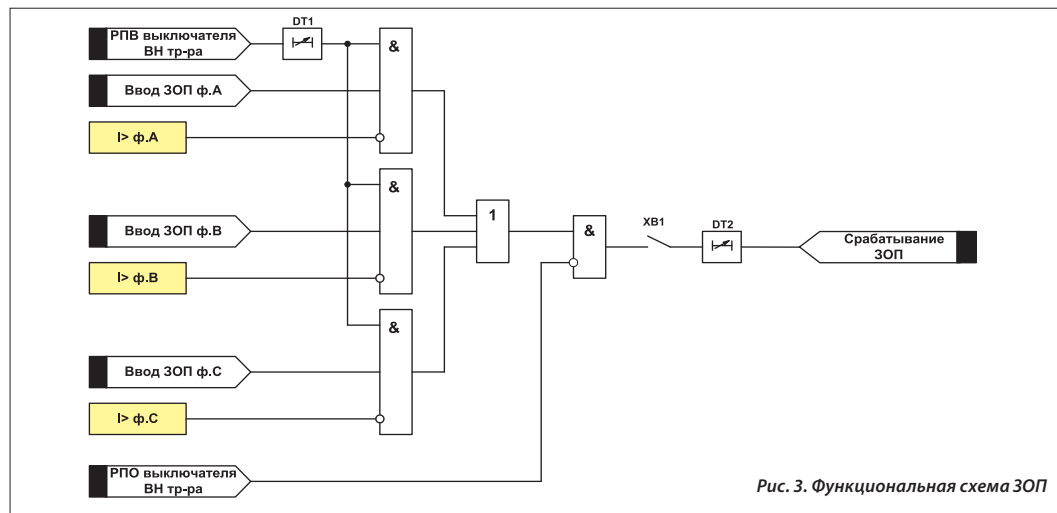 РПВ выключателя
ВН тр-ра
DT1
&
Ввод ЗОП ф.А
I> ф.А
&
Ввод ЗОП ф.В
I> ф.В
1
&
XB1
DT2
Срабатывание
ЗОП
&
Ввод ЗОП ф.С
I> ф.С
РПО выключателя
ВН тр-ра
Рис. 3. Функциональная схема ЗОП